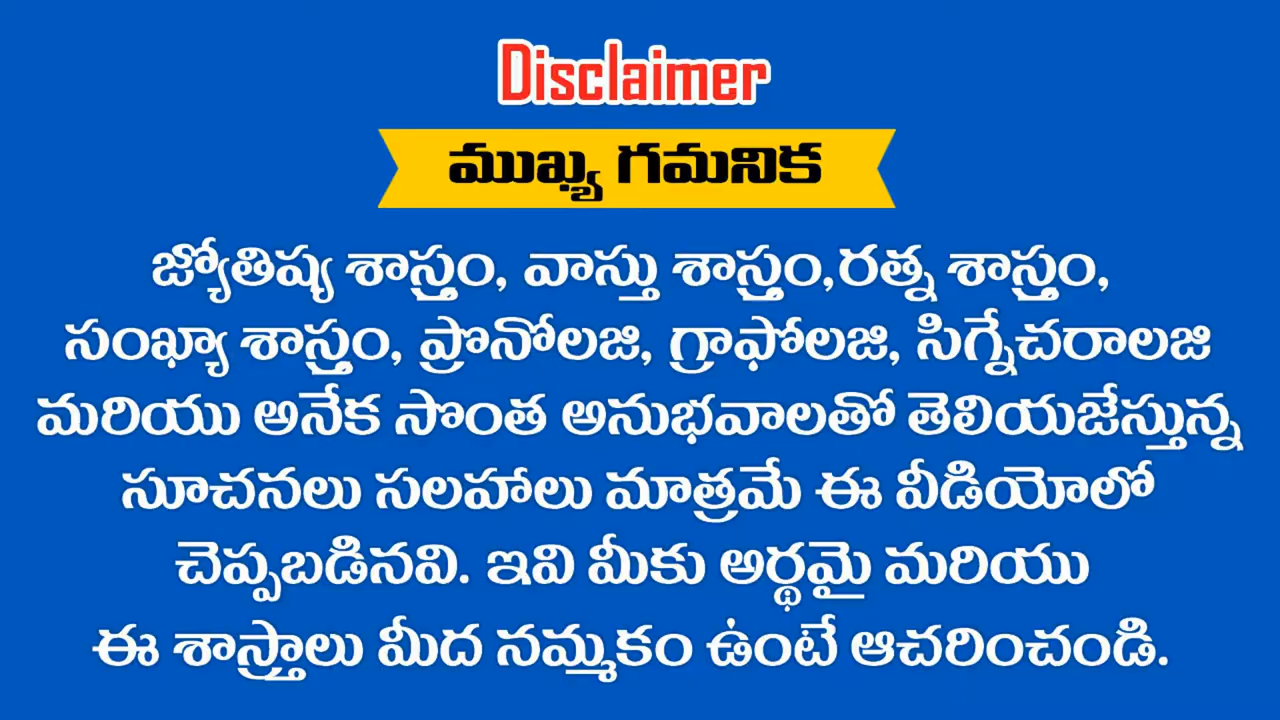 Disclaimer
ముఖ్య గమనిక
జ్యోతిష్య శాస్త్రం, వాస్తు శాస్త్రం,రత్న శాస్త్రం,
సంఖ్యా శాస్త్రం, ప్రొనోలజి, గ్రాఫోలజి, సిగ్నేచరాలజి
మరియు అనేక సొంత అనుభవాలతో తెలియజేస్తున్న
సూచనలు సలహాలు మాత్రమే ఈ వీడియోలో
చెప్పబడినవి. ఇవి మీకు అర్థమై మరియు
ఈ శాస్త్రాలు మీద నమ్మకం ఉంటే ఆచరించండి.